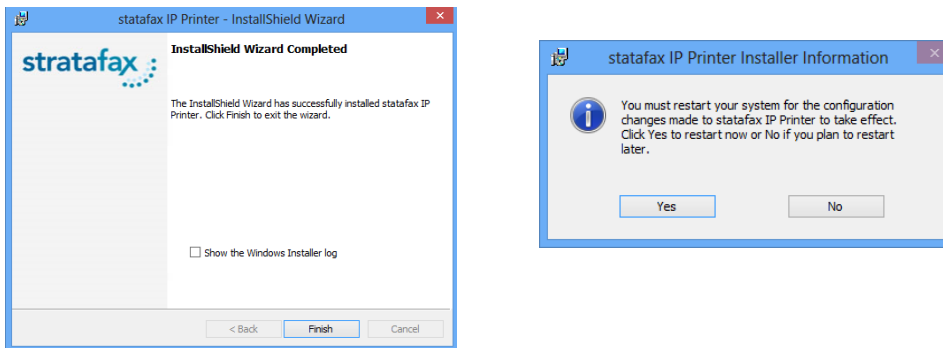 statafax IP Printer - InstallShield Wizard
stratafax
InstallShield Wizard Completed
The InstallShield Wizard has successfully installed statafax IP
Printer. Click Finish to exit the wizard.
Show the Windows Installer log
< Back
Finish
Cancel
statafax IP Printer Installer Information
You must restart your system for the configuration
changes made to statafax IP Printer to take effect.
Click Yes to restart now or No if you plan to restart
later.
Yes
No